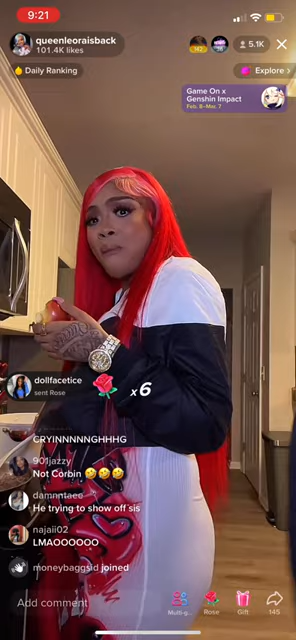 9:21
queenleoraisback
101.4K likes
142
5.1K
Daily Ranking
Explore >
Game On x
Genshin Impact
Feb. 8–Mar. 7
dollfacetice
sent Rose
x6
CRYINNNNNGHHHG
901jazzy
Not Corbin 🤣🤣🤣
damnntaee
He trying to show off sis
najaii02
LMAOOOOOO
moneybaggsld joined
Add comment
Multi-g...
Rose
Gift
145